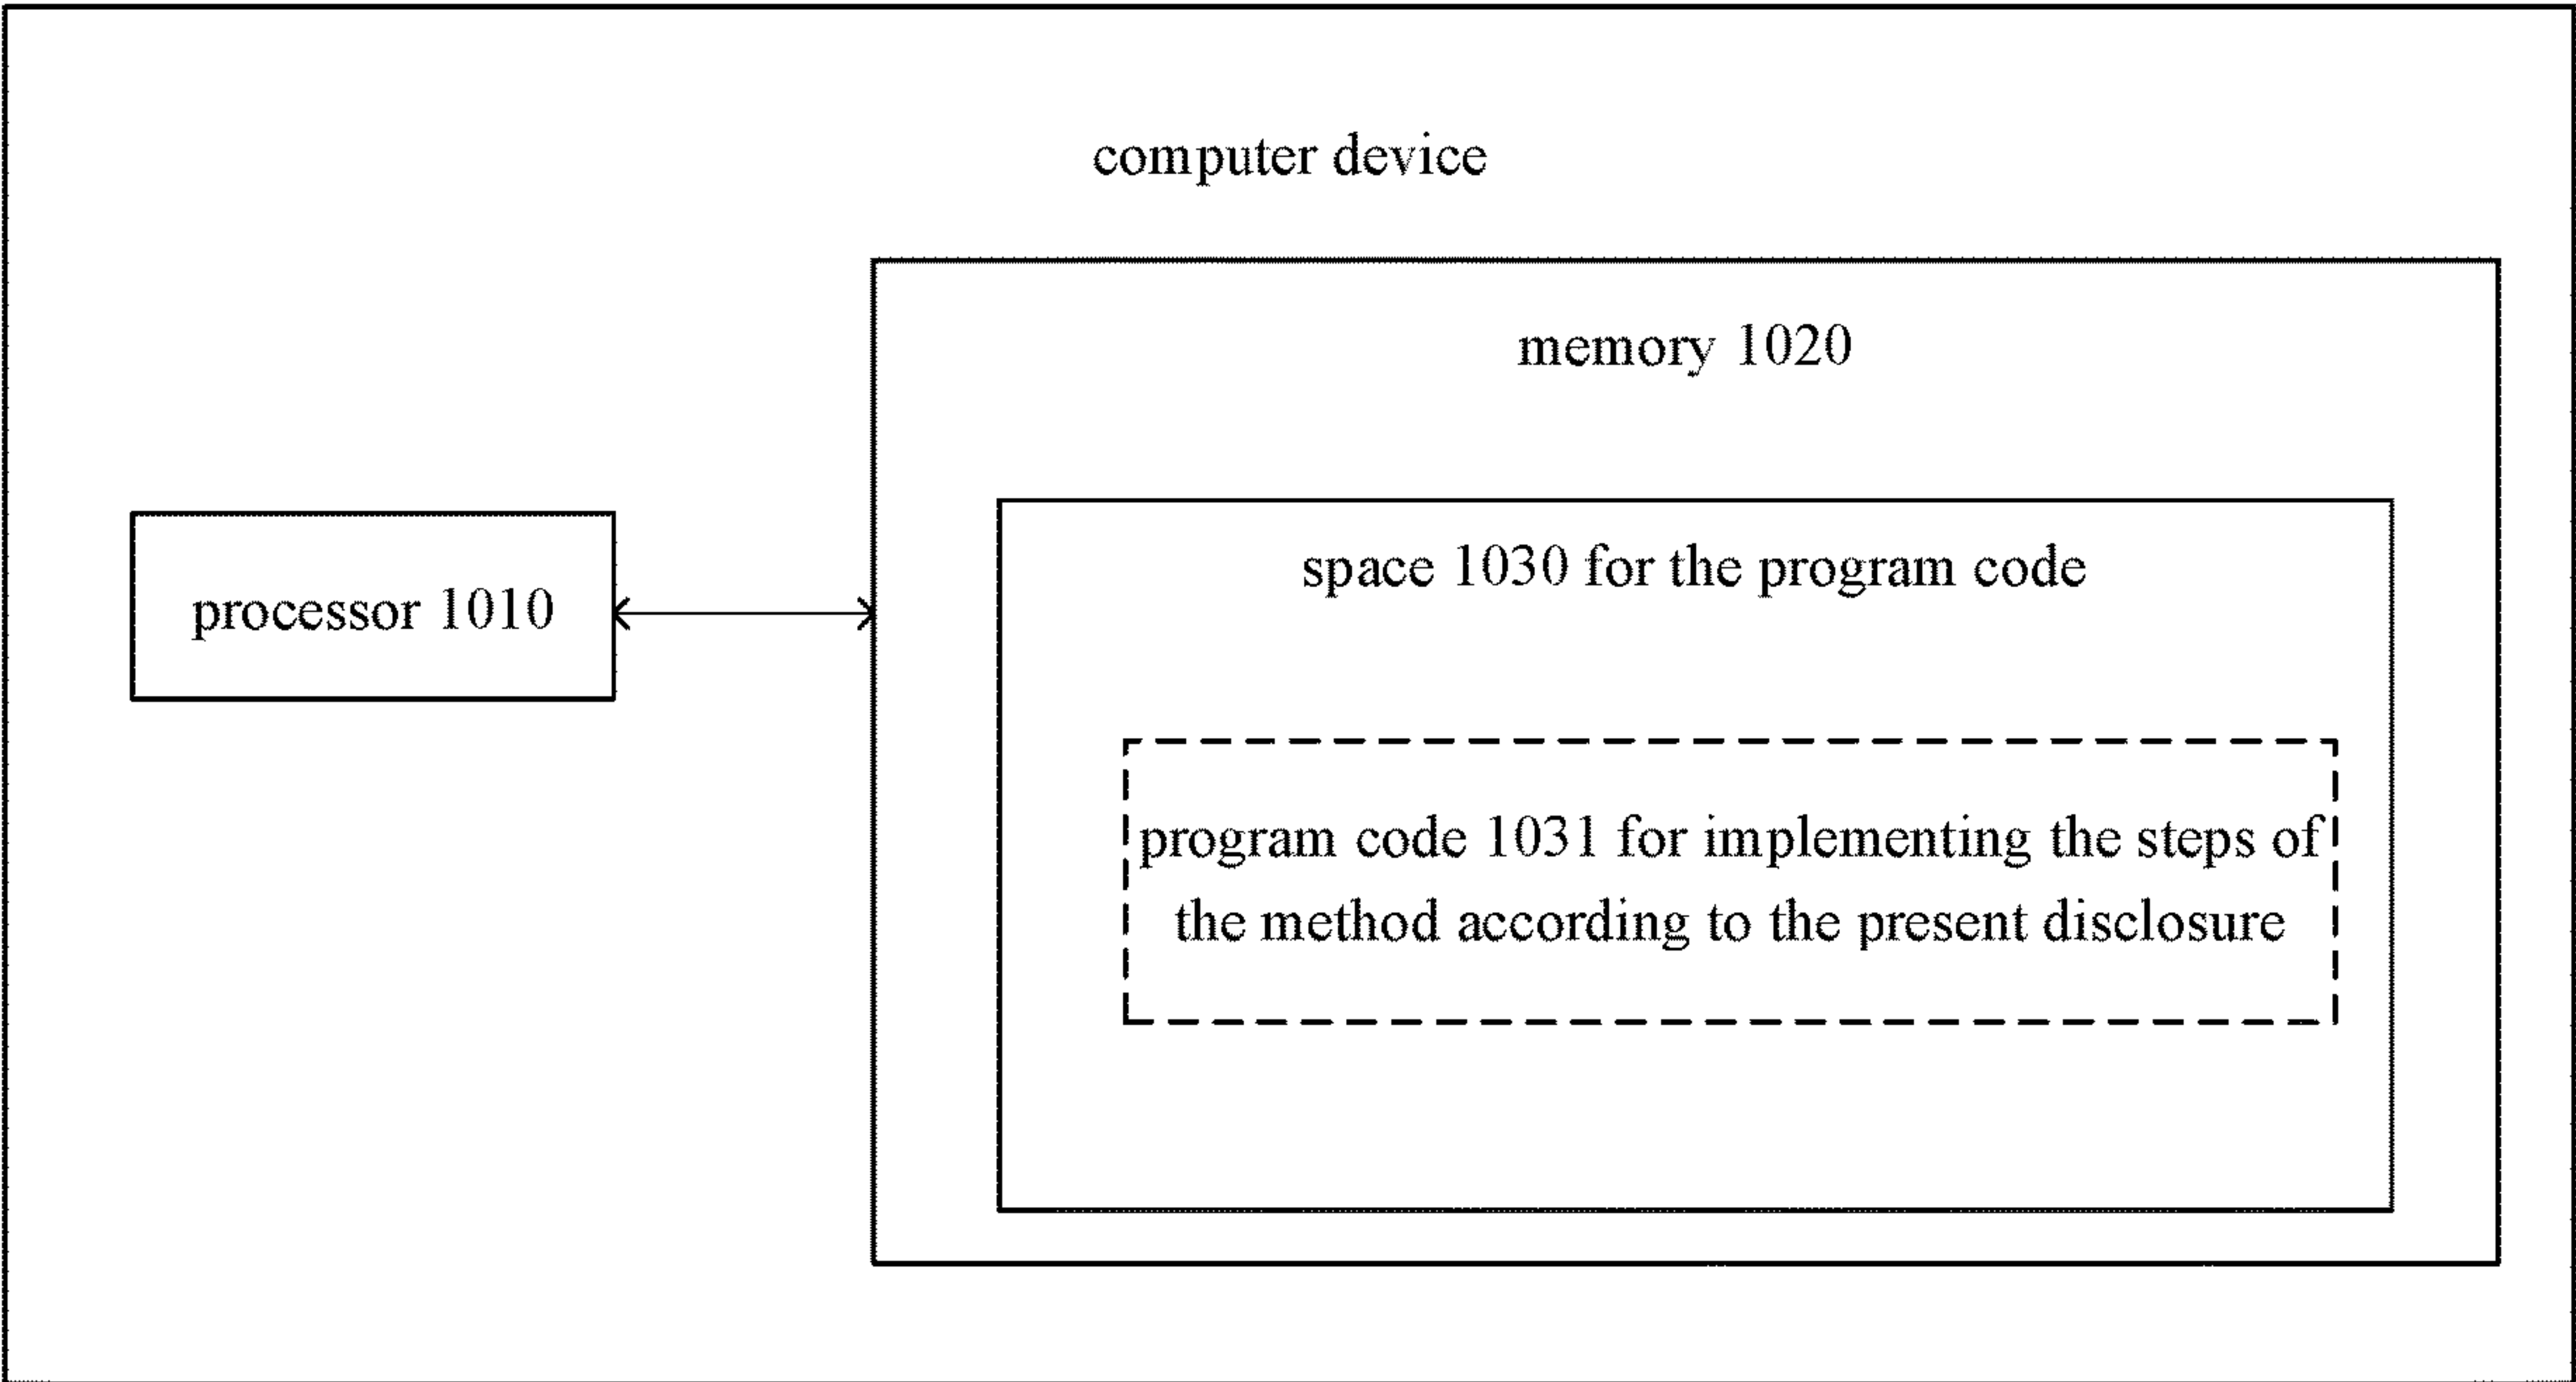 computer device
memory 1020
space 1030 for the program code
processor 1010
program code 1031 for implementing the steps of
the method according to the present disclosure